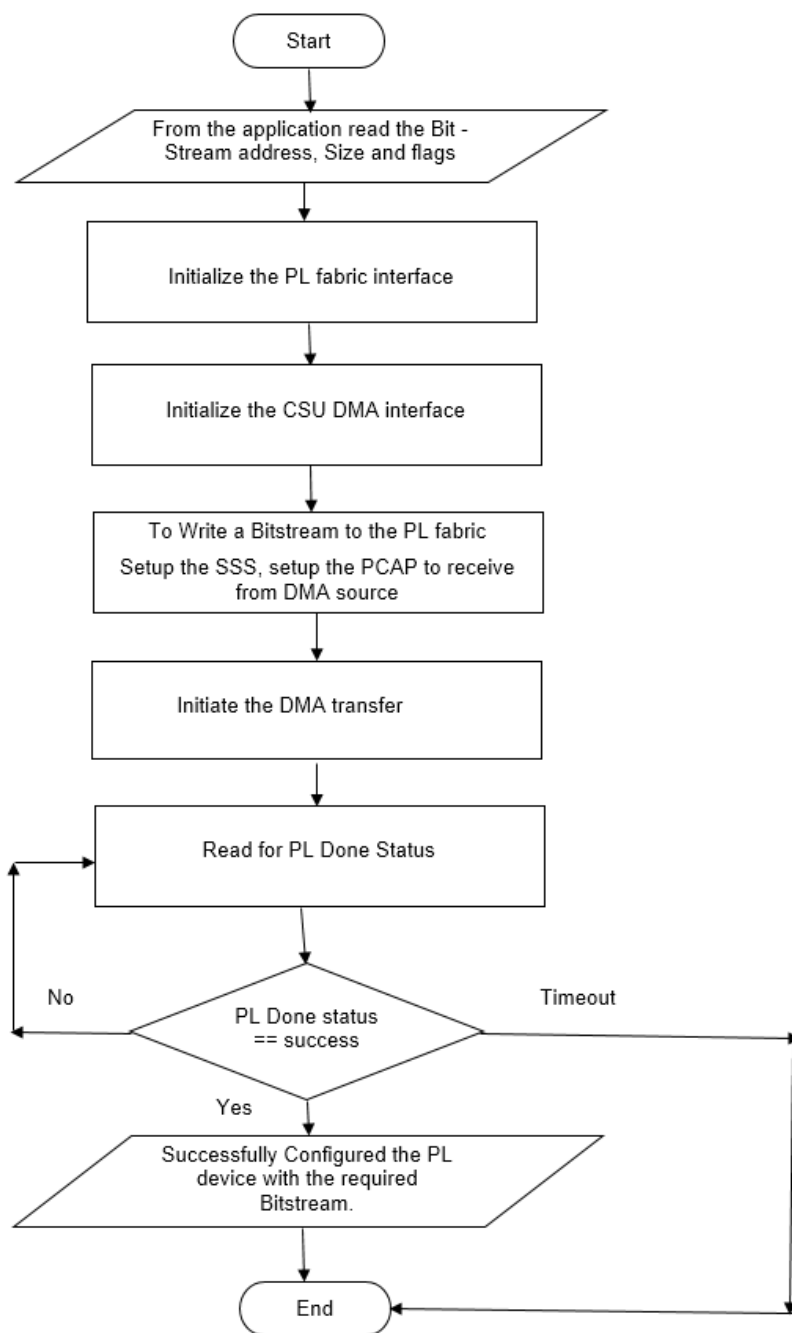 Start
From the application read the Bit -
Stream address, Size and flags
Initialize the PL fabric interface
Initialize the CSU DMA interface
To Write a Bitstream to the PL fabric
Setup the SSS, setup the PCAP to receive
from DMA source
Initiate the DMA transfer
Read for PL Done Status
No
Timeout
PL Done status
== success
Yes
Successfully Configured the PL
device with the required
Bitstream.
End